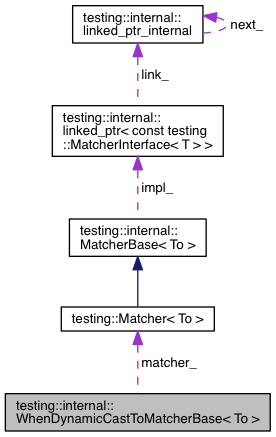 testing::internal::
linked_ptr_internal
next_
link_
testing::internal::
linked_ptr< const testing
::MatcherInterface< T > >
impl_
testing::internal::
MatcherBase< To >
testing::Matcher< To >
matcher_
testing::internal::
WhenDynamicCastToMatcherBase< To >